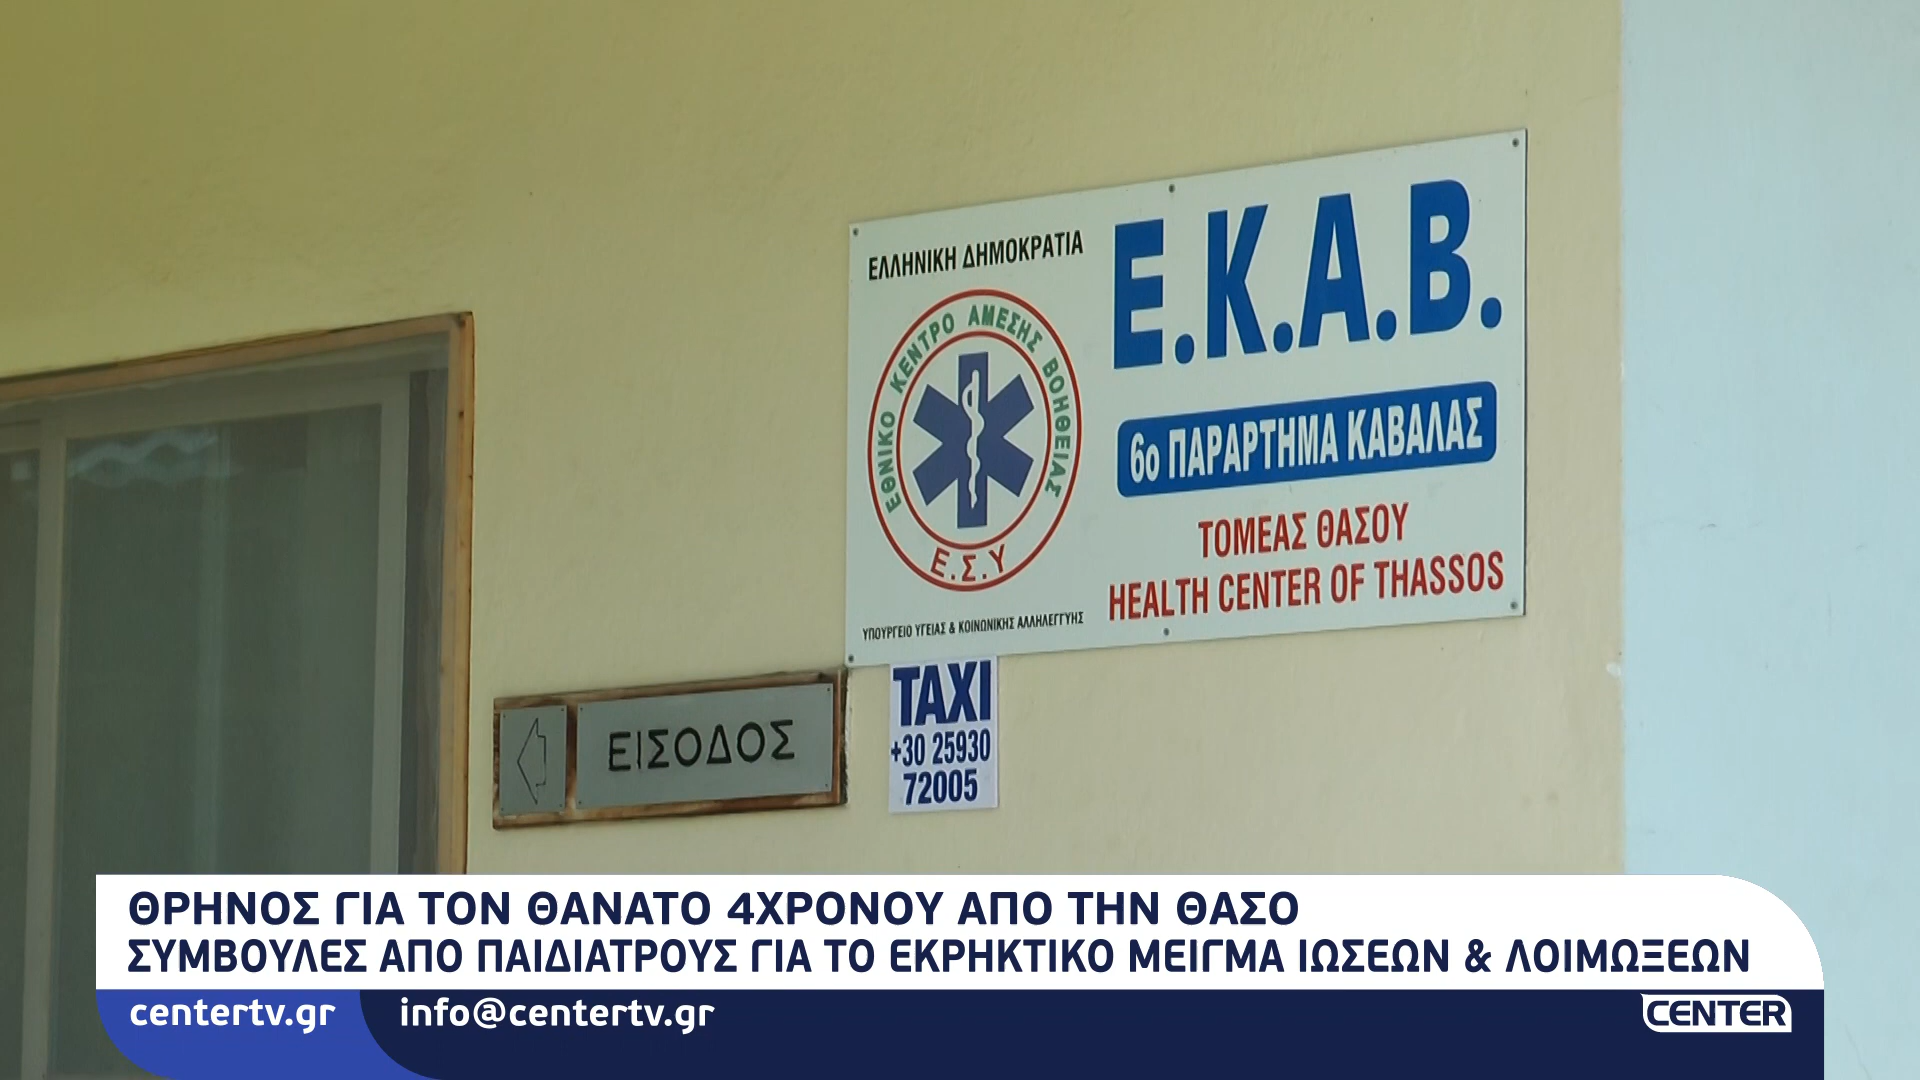 ΕΛΛΗΝΙΚΗ ΔΗΜΟΚΡΑΤΙΑ
Ε.Κ.Α.Β.
ΕΘΝΙΚΟ ΚΕΝΤΡΟ ΑΜΕΣΗΣ ΒΟΗΘΕΙΑΣ
Ε.Σ.Υ
6ο ΠΑΡΑΡΤΗΜΑ ΚΑΒΑΛΑΣ
ΤΟΜΕΑΣ ΘΑΣΟΥ
HEALTH CENTER OF THASSOS
ΥΠΟΥΡΓΕΙΟ ΥΓΕΙΑΣ & ΚΟΙΝΩΝΙΚΗΣ ΑΛΛΗΛΕΓΓΥΗΣ
ΕΙΣΟΔΟΣ
TAXI
+30 25930
72005
ΘΡΗΝΟΣ ΓΙΑ ΤΟΝ ΘΑΝΑΤΟ 4ΧΡΟΝΟΥ ΑΠΟ ΤΗΝ ΘΑΣΟ
ΣΥΜΒΟΥΛΕΣ ΑΠΟ ΠΑΙΔΙΑΤΡΟΥΣ ΓΙΑ ΤΟ ΕΚΡΗΚΤΙΚΟ ΜΕΙΓΜΑ ΙΩΣΕΩΝ & ΛΟΙΜΩΞΕΩΝ
centertv.gr
info@centertv.gr
CENTER